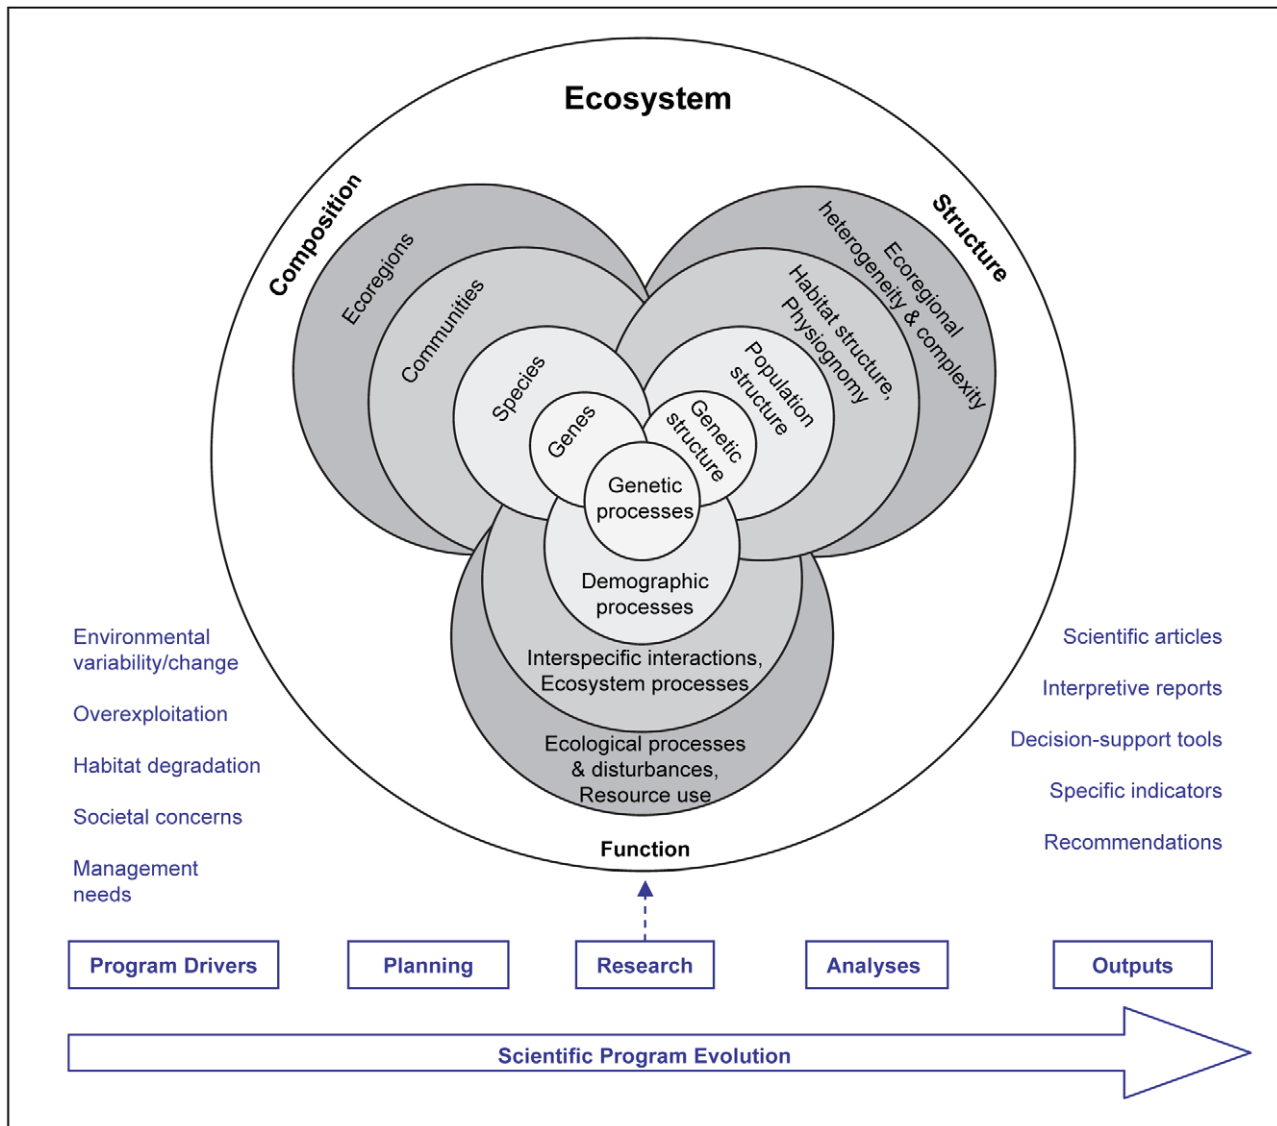 Ecosystem
Composition
Structure
Ecoregions
Communities
Species
Genes
Ecoregional
heterogeneity & complexity
Habitat structure,
Physiognomy
Population
structure
Genetic
structure
Genetic
processes
Demographic
processes
Interspecific interactions,
Ecosystem processes
Ecological processes
& disturbances,
Resource use
Function
Environmental
variability/change
Overexploitation
Habitat degradation
Societal concerns
Management
needs
Scientific articles
Interpretive reports
Decision-support tools
Specific indicators
Recommendations
Program Drivers
Planning
Research
Analyses
Outputs
Scientific Program Evolution